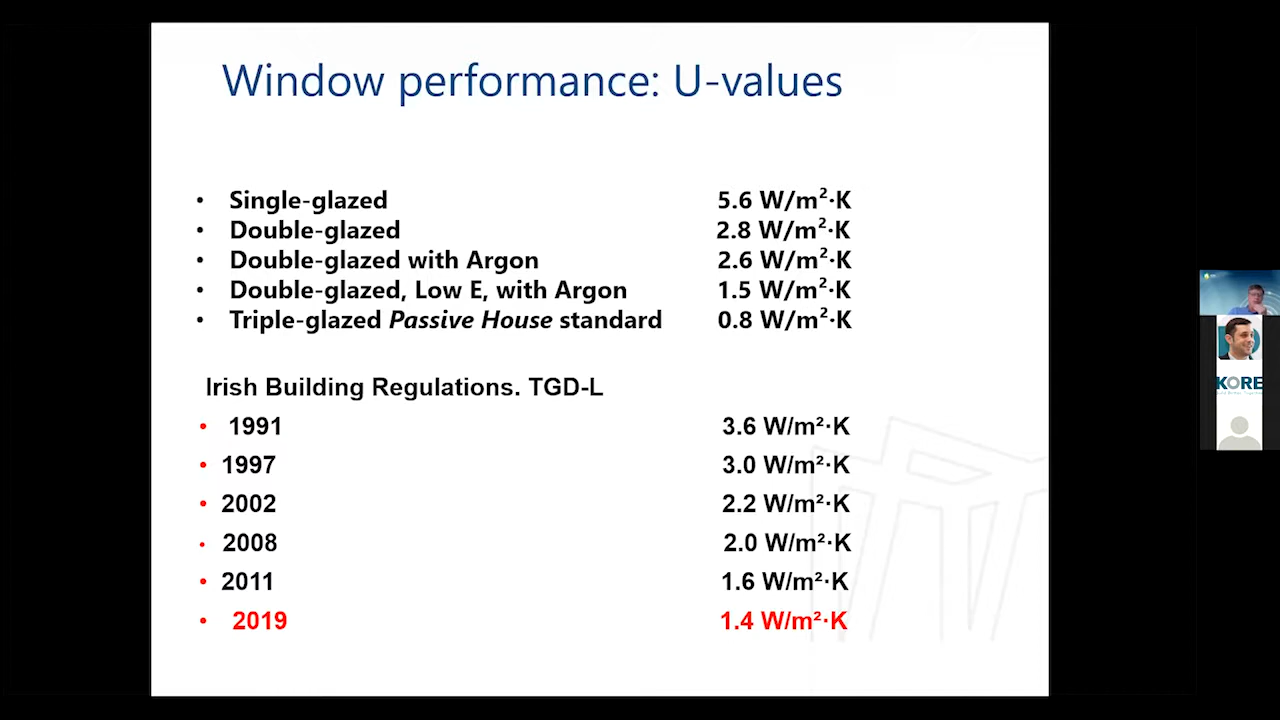 Window performance: U-values
• Single-glazed 5.6 W/m²·K
• Double-glazed 2.8 W/m²·K
• Double-glazed with Argon 2.6 W/m²·K
• Double-glazed, Low E, with Argon 1.5 W/m²·K
• Triple-glazed Passive House standard 0.8 W/m²·K
Irish Building Regulations. TGD-L
• 1991 3.6 W/m²·K
• 1997 3.0 W/m²·K
• 2002 2.2 W/m²·K
• 2008 2.0 W/m²·K
• 2011 1.6 W/m²·K
• 2019 1.4 W/m²·K
KORE